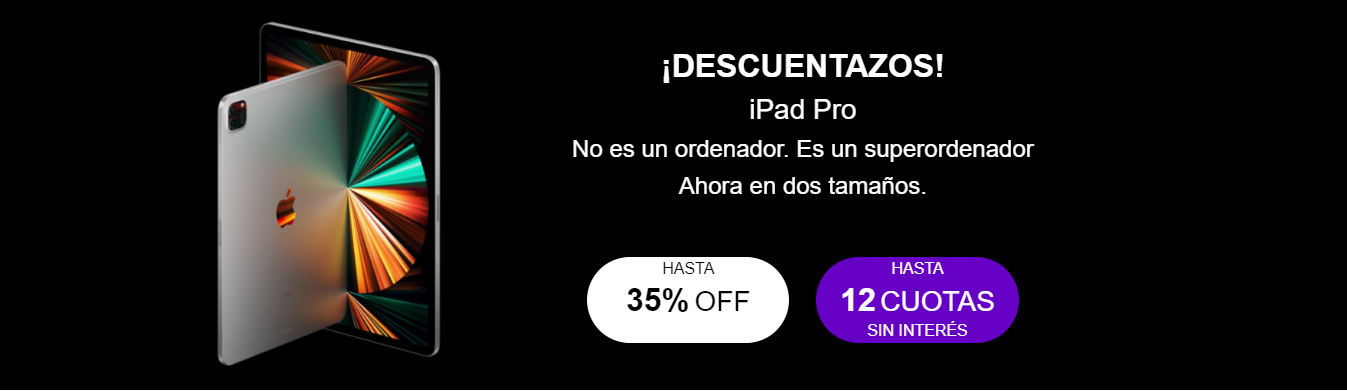 ¡DESCUENTAZOS!
iPad Pro
No es un ordenador. Es un superordenador
Ahora en dos tamaños.
HASTA
35% OFF
HASTA
12 CUOTAS
SIN INTERÉS